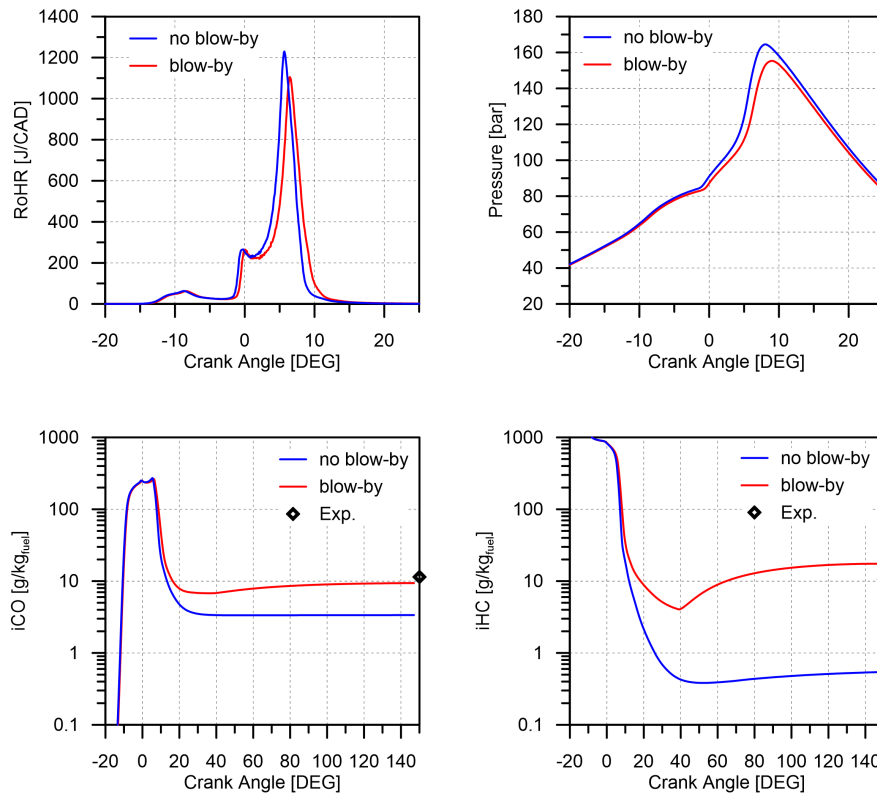 1400
1200
1000
800
600
400
200
0
RoHR [J/CAD]
no blow-by
blow-by
-20 -10 0 10 20
Crank Angle [DEG]
180
160
140
120
100
80
60
40
20
Pressure [bar]
no blow-by
blow-by
-20 -10 0 10 20
Crank Angle [DEG]
1000
100
10
1
0.1
iCO [g/kgfuel]
no blow-by
blow-by
Exp.
-20 0 20 40 60 80 100 120 140
Crank Angle [DEG]
1000
100
10
1
0.1
iHC [g/kgfuel]
no blow-by
blow-by
Exp.
-20 0 20 40 60 80 100 120 140
Crank Angle [DEG]